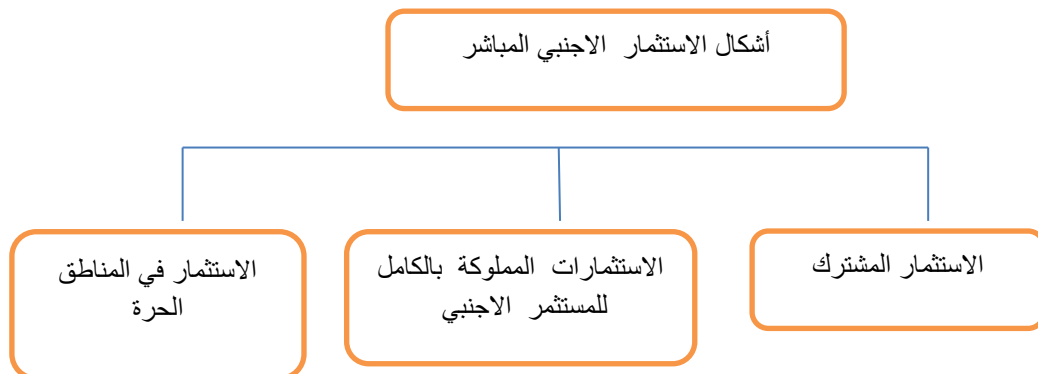 أشكال الاستثمار الاجنبي المباشر
الاستثمار المشترك
الاستثمارات المملوكة بالكامل
للمستثمر الاجنبي
الاستثمار في المناطق
الحرة